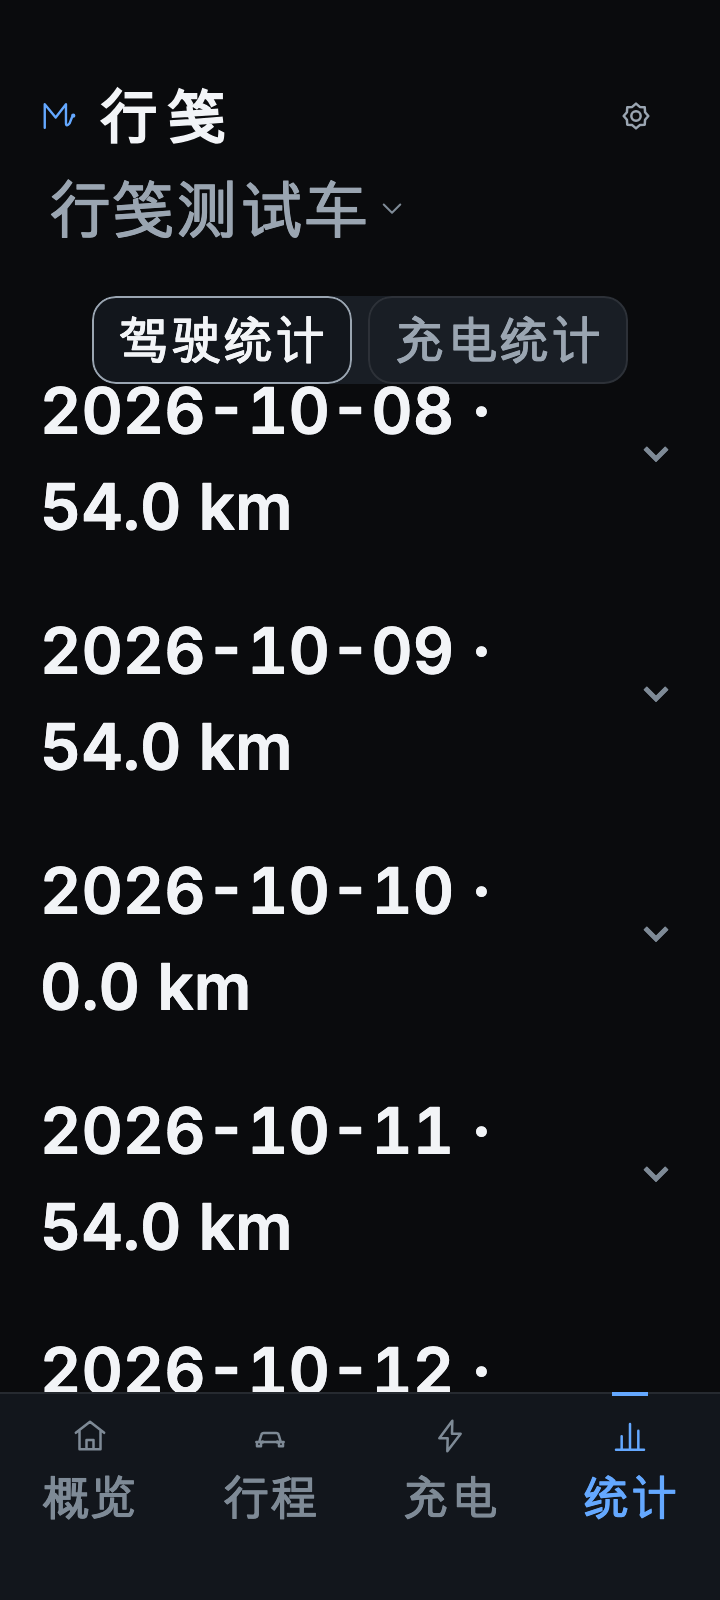 行笺
行笺测试车
驾驶统计 充电统计
2026-10-08 ·
54.0 km
2026-10-09 ·
54.0 km
2026-10-10 ·
0.0 km
2026-10-11 ·
54.0 km
2026-10-12 ·
概览 行程 充电 统计